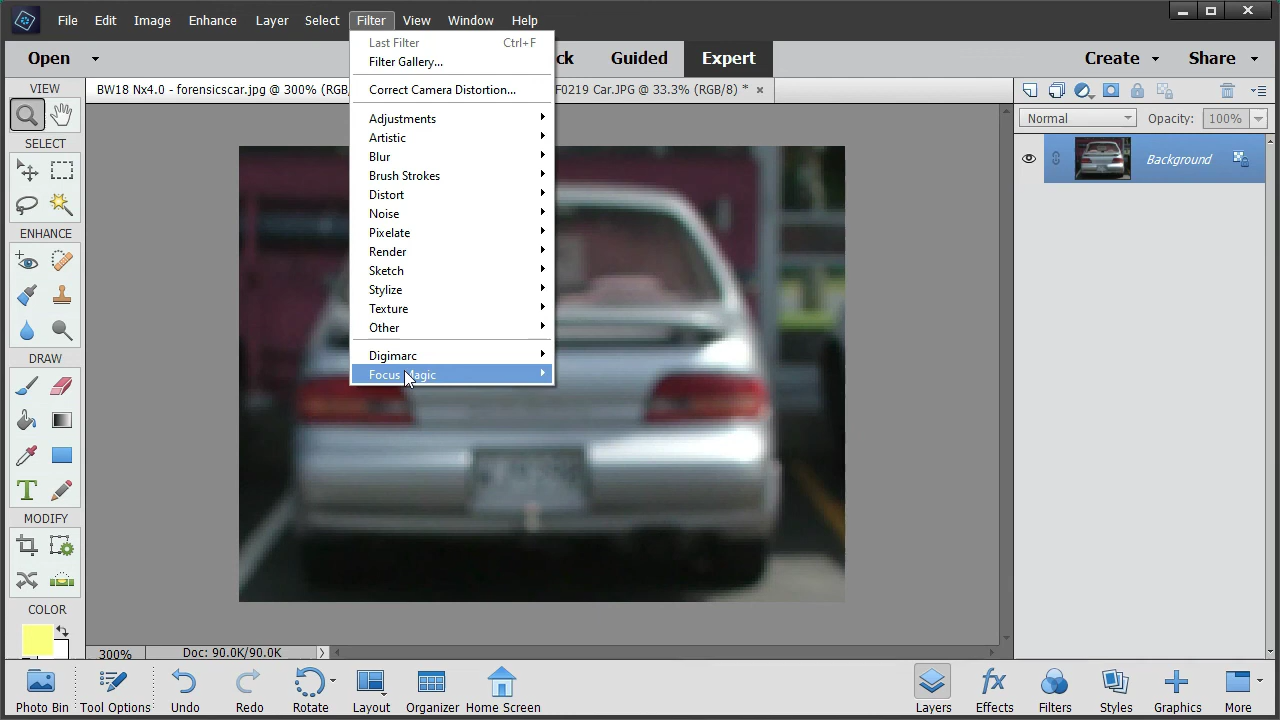 File Edit Image Enhance Layer Select Filter View Window Help
Open
ck Guided Expert
Create Share
BW18 Nx4.0 - forensicscar.jpg @ 300% (RGB/
F0219 Car.JPG @ 33.3% (RGB/8) *
Last Filter Ctrl+F
Filter Gallery...
Correct Camera Distortion...
Adjustments
Artistic
Blur
Brush Strokes
Distort
Noise
Pixelate
Render
Sketch
Stylize
Texture
Other
Digimarc
Focus Magic
VIEW
SELECT
ENHANCE
DRAW
MODIFY
COLOR
Normal Opacity: 100%
Background
300% Doc: 90.0K/90.0K
Photo Bin Tool Options Undo Redo Rotate Layout Organizer Home Screen
Layers Effects Filters Styles Graphics More